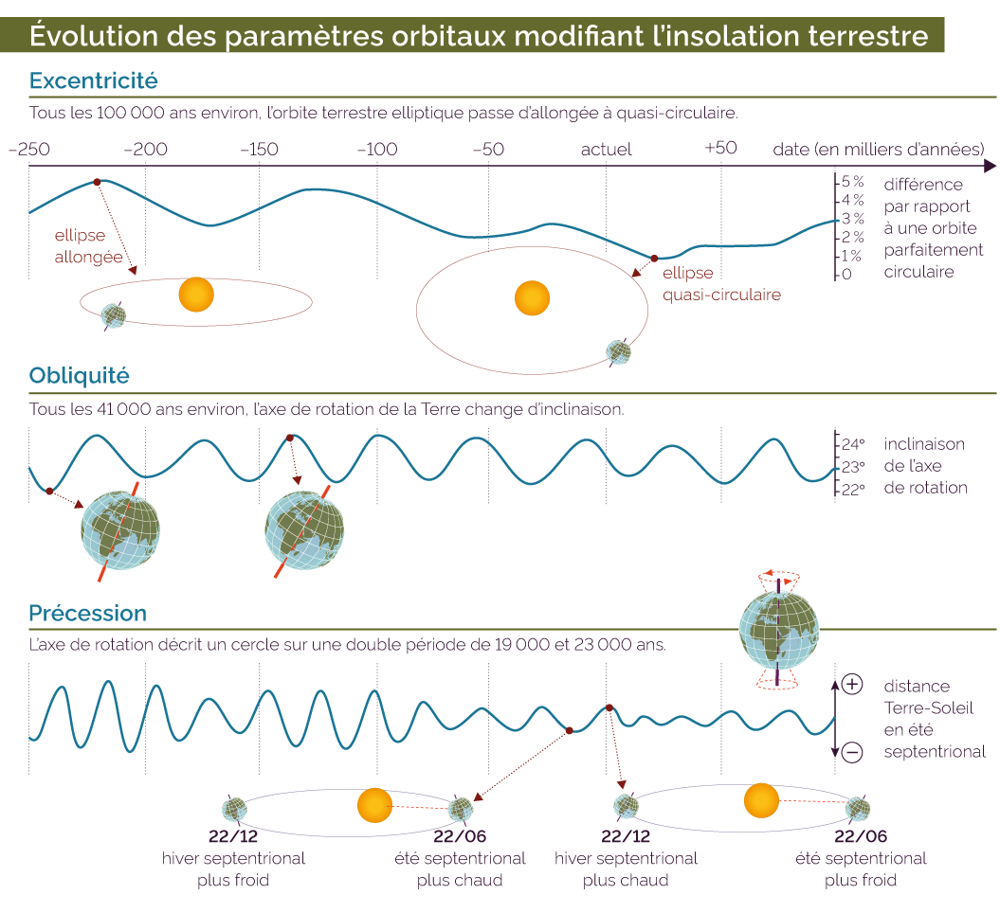 Évolution des paramètres orbitaux modifiant l'insolation terrestre
Excentricité
Tous les 100 000 ans environ, l'orbite terrestre elliptique passe d'allongée à quasi-circulaire.
–250 –200 –150 –100 –50 actuel +50 date (en milliers d'années)
5 %
4 %
3 %
2 %
1 %
0
différence
par rapport
à une orbite
parfaitement
circulaire
ellipse
allongée
ellipse
quasi-circulaire
Obliquité
Tous les 41 000 ans environ, l'axe de rotation de la Terre change d'inclinaison.
24°
23°
22°
inclinaison
de l'axe
de rotation
Précession
L'axe de rotation décrit un cercle sur une double période de 19 000 et 23 000 ans.
+
−
distance
Terre-Soleil
en été
septentrional
22/12
hiver septentrional
plus froid
22/06
été septentrional
plus chaud
22/12
hiver septentrional
plus chaud
22/06
été septentrional
plus froid